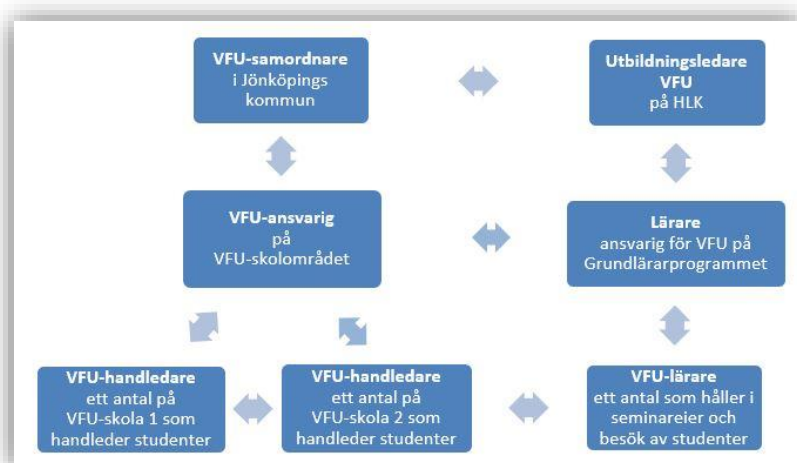 VFU-samordnare
i Jönköpings
kommun
Utbildningsledare
VFU
på HLK
VFU-ansvarig
på
VFU-skolområdet
Lärare
ansvarig för VFU på
Grundlärarprogrammet
VFU-handledare
ett antal på
VFU-skola 1 som
handleder studenter
VFU-handledare
ett antal på
VFU-skola 2 som
handleder studenter
VFU-lärare
ett antal som håller i
seminareier och
besök av studenter